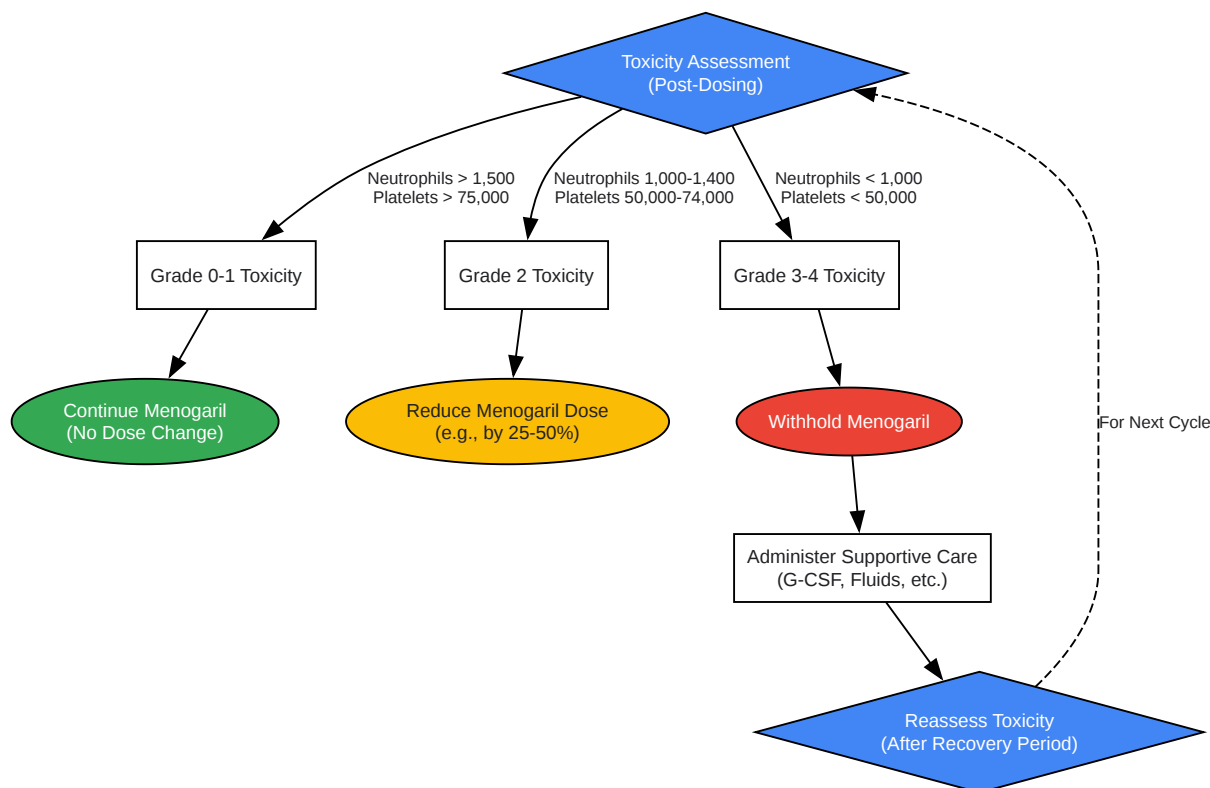 Toxicity Assessment
(Post-Dosing)
Neutrophils > 1,500
Platelets > 75,000
Neutrophils 1,000-1,400
Platelets 50,000-74,000
Neutrophils < 1,000
Platelets < 50,000
Grade 0-1 Toxicity
Grade 2 Toxicity
Grade 3-4 Toxicity
Continue Menogaril
(No Dose Change)
Reduce Menogaril Dose
(e.g., by 25-50%)
Withhold Menogaril
For Next Cycle
Administer Supportive Care
(G-CSF, Fluids, etc.)
Reassess Toxicity
(After Recovery Period)